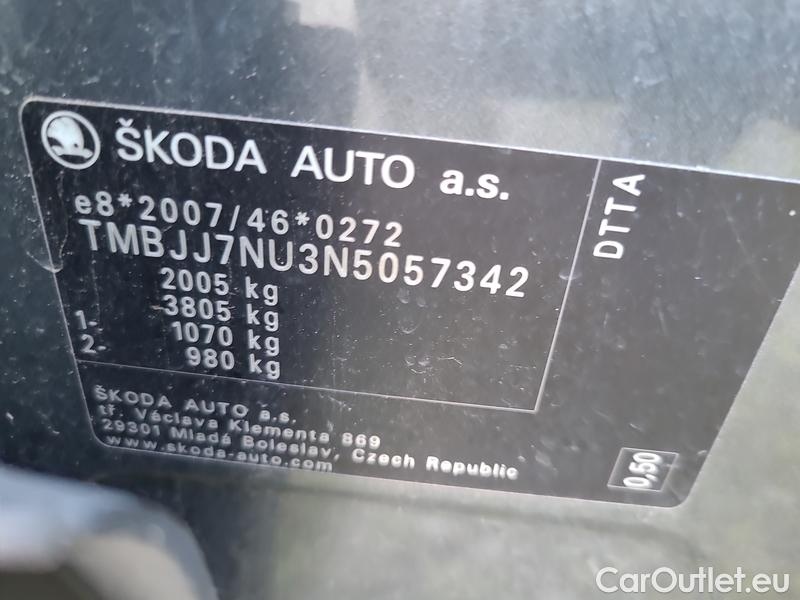 ŠKODA AUTO a.s.
e8*2007/46*0272
TMBJJ7NU3N5057342
2005 kg
3805 kg
1- 1070 kg
2- 980 kg
DTTA
ŠKODA AUTO a.s.
tř. Václava Klementa 869
29301 Mladá Boleslav, Czech Republic
www.skoda-auto.com
0,50
CarOutlet.eu